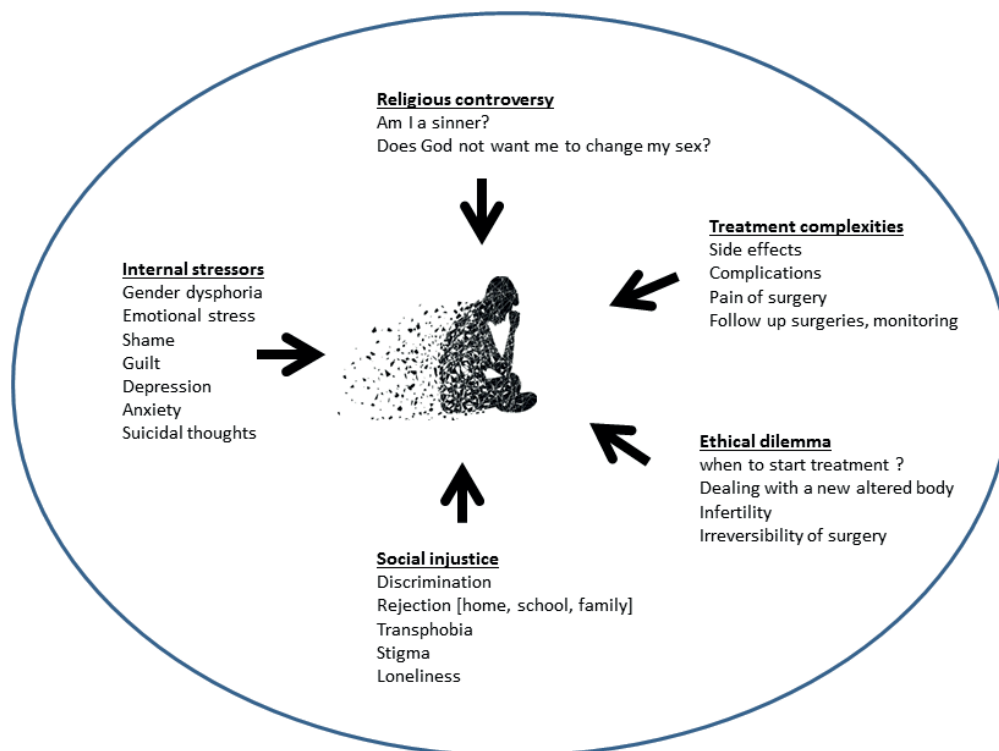 Religious controversy
Am I a sinner?
Does God not want me to change my sex?
Treatment complexities
Side effects
Complications
Pain of surgery
Follow up surgeries, monitoring
Internal stressors
Gender dysphoria
Emotional stress
Shame
Guilt
Depression
Anxiety
Suicidal thoughts
Ethical dilemma
when to start treatment ?
Dealing with a new altered body
Infertility
Irreversibility of surgery
Social injustice
Discrimination
Rejection [home, school, family]
Transphobia
Stigma
Loneliness